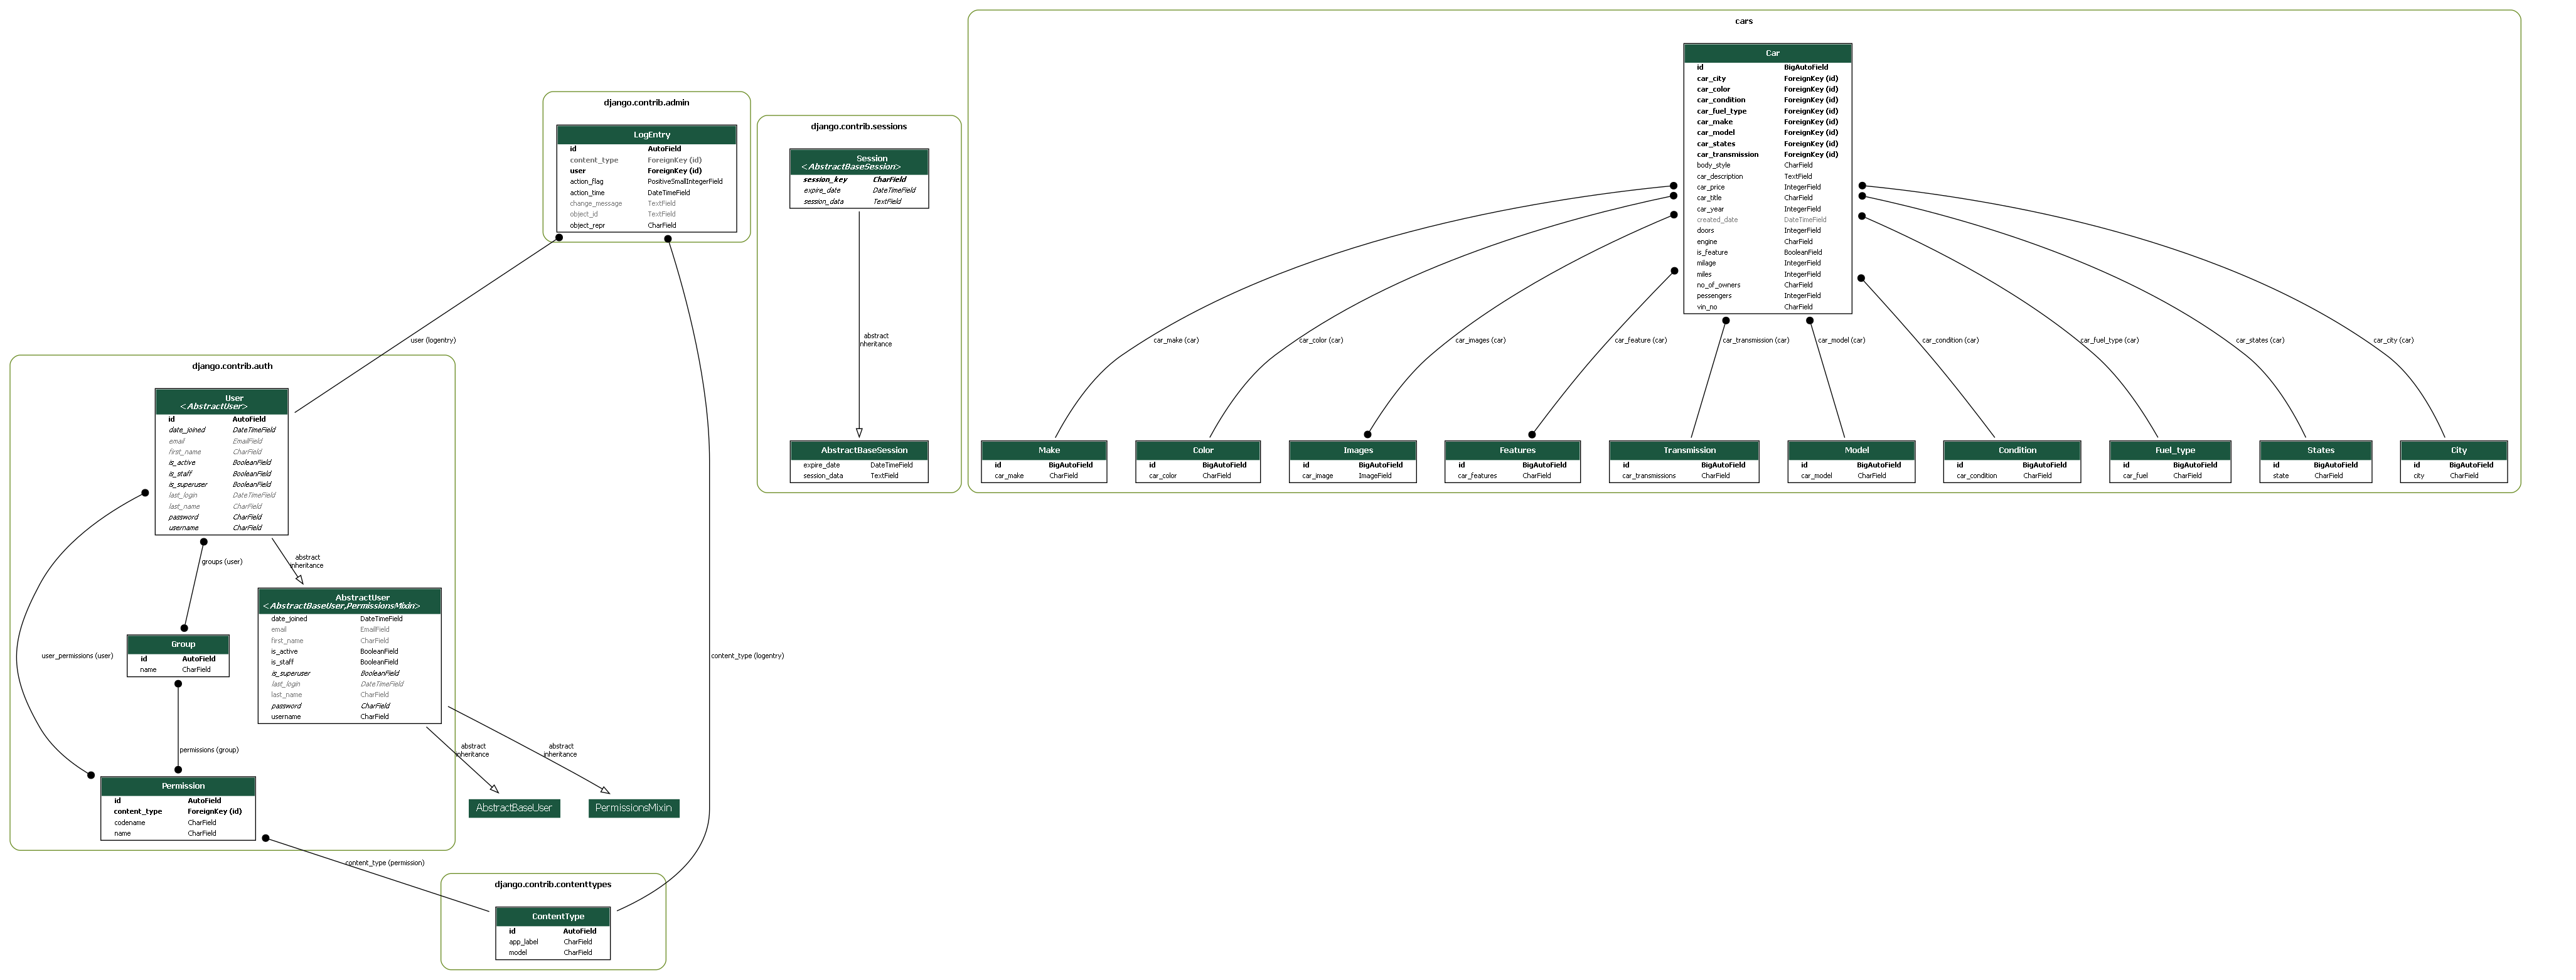 cars
Car
id BigAutoField
car_city ForeignKey (id)
car_color ForeignKey (id)
car_condition ForeignKey (id)
car_fuel_type ForeignKey (id)
car_make ForeignKey (id)
car_model ForeignKey (id)
car_states ForeignKey (id)
car_transmission ForeignKey (id)
body_style CharField
car_description TextField
car_price IntegerField
car_title CharField
car_year IntegerField
created_date DateTimeField
doors IntegerField
engine CharField
is_feature BooleanField
milage IntegerField
miles IntegerField
no_of_owners CharField
pessengers IntegerField
vin_no CharField
django.contrib.admin
LogEntry
id AutoField
content_type ForeignKey (id)
user ForeignKey (id)
action_flag PositiveSmallIntegerField
action_time DateTimeField
change_message TextField
object_id TextField
object_repr CharField
django.contrib.sessions
Session
<AbstractBaseSession>
session_key CharField
expire_date DateTimeField
session_data TextField
user (logentry)
abstract
inheritance
car_make (car)
car_color (car)
car_images (car)
car_feature (car)
car_transmission (car)
car_model (car)
car_condition (car)
car_fuel_type (car)
car_states (car)
car_city (car)
django.contrib.auth
User
<AbstractUser>
id AutoField
date_joined DateTimeField
email EmailField
first_name CharField
is_active BooleanField
is_staff BooleanField
is_superuser BooleanField
last_login DateTimeField
last_name CharField
password CharField
username CharField
AbstractBaseSession
expire_date DateTimeField
session_data TextField
Make
id BigAutoField
car_make CharField
Color
id BigAutoField
car_color CharField
Images
id BigAutoField
car_image ImageField
Features
id BigAutoField
car_features CharField
Transmission
id BigAutoField
car_transmissions CharField
Model
id BigAutoField
car_model CharField
Condition
id BigAutoField
car_condition CharField
Fuel_type
id BigAutoField
car_fuel CharField
States
id BigAutoField
state CharField
City
id BigAutoField
city CharField
groups (user)
abstract
inheritance
AbstractUser
<AbstractBaseUser,PermissionsMixin>
date_joined DateTimeField
email EmailField
first_name CharField
is_active BooleanField
is_staff BooleanField
is_superuser BooleanField
last_login DateTimeField
last_name CharField
password CharField
username CharField
Group
id AutoField
name CharField
user_permissions (user)
content_type (logentry)
permissions (group)
abstract
inheritance
abstract
inheritance
Permission
id AutoField
content_type ForeignKey (id)
codename CharField
name CharField
AbstractBaseUser
PermissionsMixin
content_type (permission)
django.contrib.contenttypes
ContentType
id AutoField
app_label CharField
model CharField